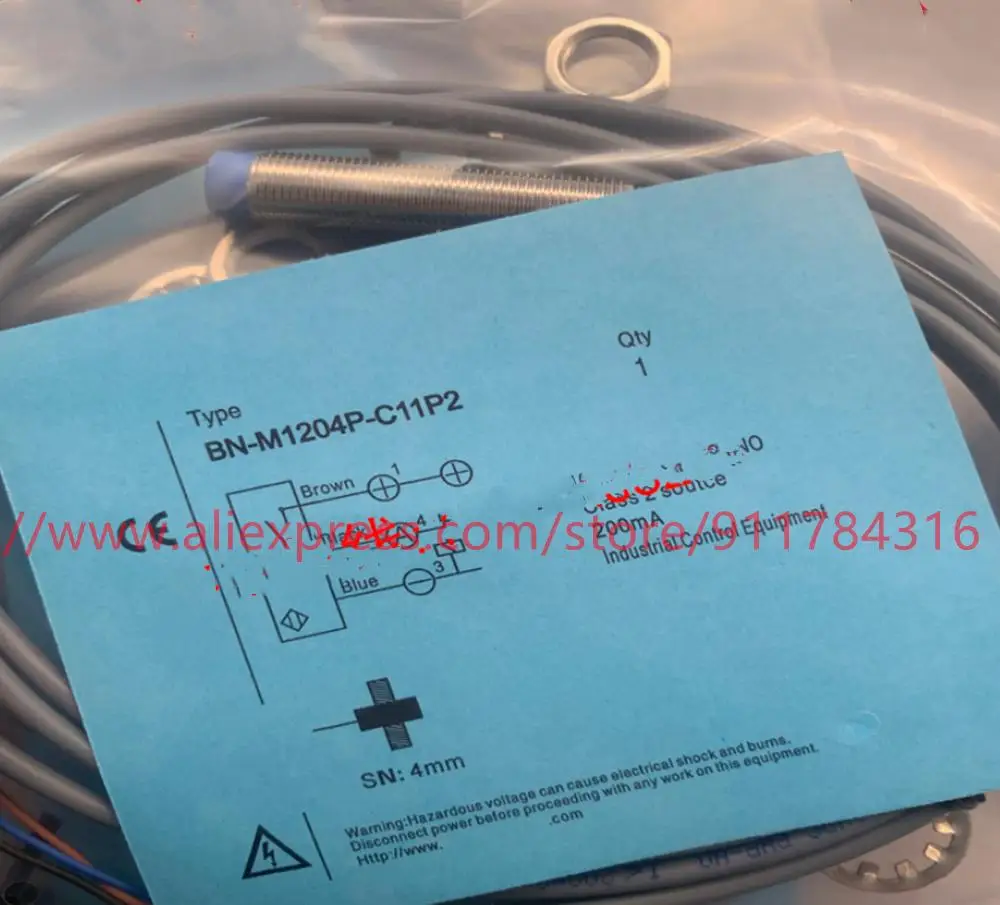 Qty
1
Type
BN-M1204P-C11P2
Brown 1
4
Blue 3
CE
NO
Class 2 source
200mA
Industrial Control Equipment
//www.aliexpress.com/store/911784316
SN: 4mm
Warning:Hazardous voltage can cause electrical shock and burns.
Disconnect power before proceeding with any work on this equipment.
Http://www. .com